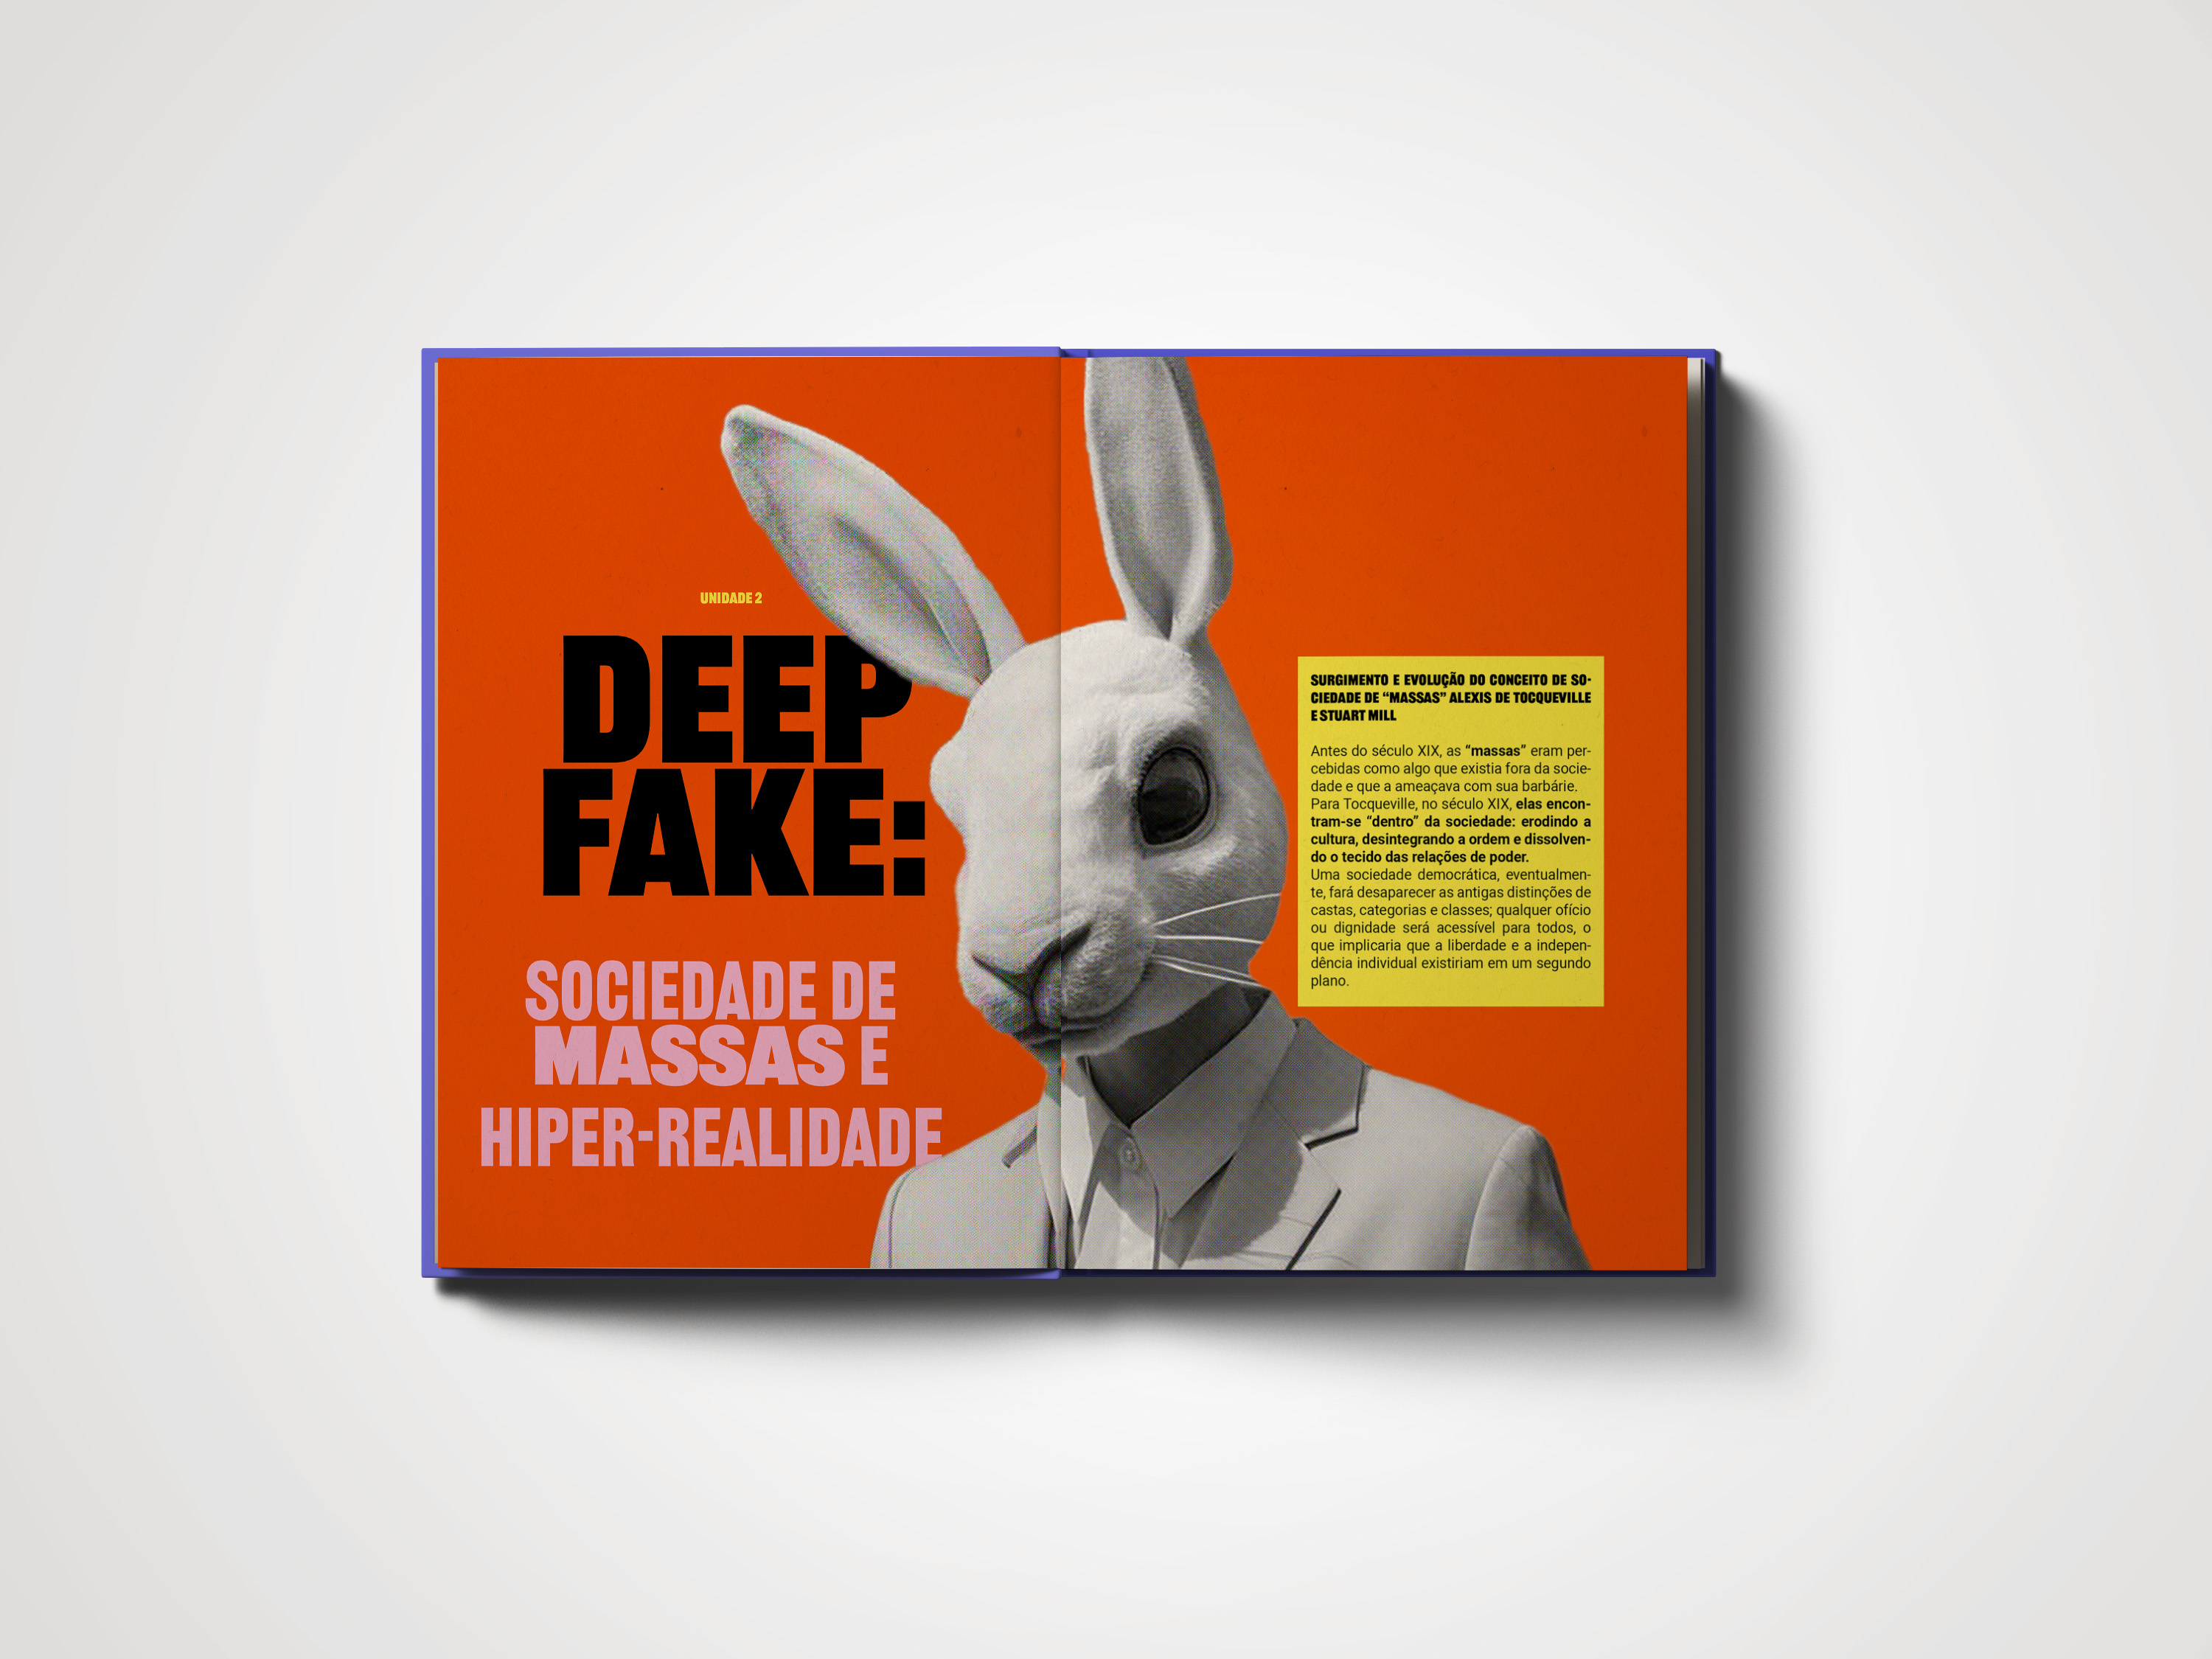 UNIDADE 2
DEEP
FAKE:
SOCIEDADE DE
MASSAS E
HIPER-REALIDADE
SURGIMENTO E EVOLUÇÃO DO CONCEITO DE SO-
CIEDADE DE “MASSAS” ALEXIS DE TOCQUEVILLE
E STUART MILL
Antes do século XIX, as “massas” eram per-
cebidas como algo que existia fora da socie-
dade e que a ameaçava com sua barbárie.
Para Tocqueville, no século XIX, elas encon-
tram-se “dentro” da sociedade: erodindo a
cultura, desintegrando a ordem e dissolven-
do o tecido das relações de poder.
Uma sociedade democrática, eventualmen-
te, fará desaparecer as antigas distinções de
castas, categorias e classes; qualquer ofício
ou dignidade será acessível para todos, o
que implicaria que a liberdade e a indepen-
dência individual existiriam em um segundo
plano.